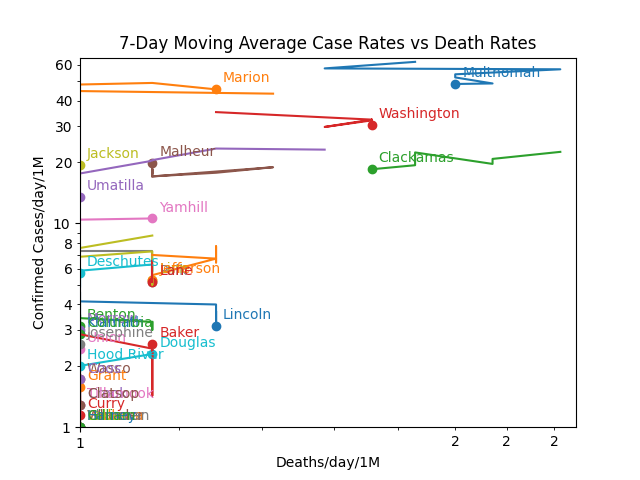 7-Day Moving Average Case Rates vs Death Rates
60
40
30
20
10
8
6
4
3
2
1
Confirmed Cases/day/1M
Marion
Multnomah
Washington
Jackson
Malheur
Clackamas
Umatilla
Yamhill
Deschutes
Jefferson
Lane
Lincoln
Benton
Baker
Josephine
Union
Douglas
Hood River
Wasco
Grant
Clatsop
Tillamook
Curry
1
2
2
2
Deaths/day/1M